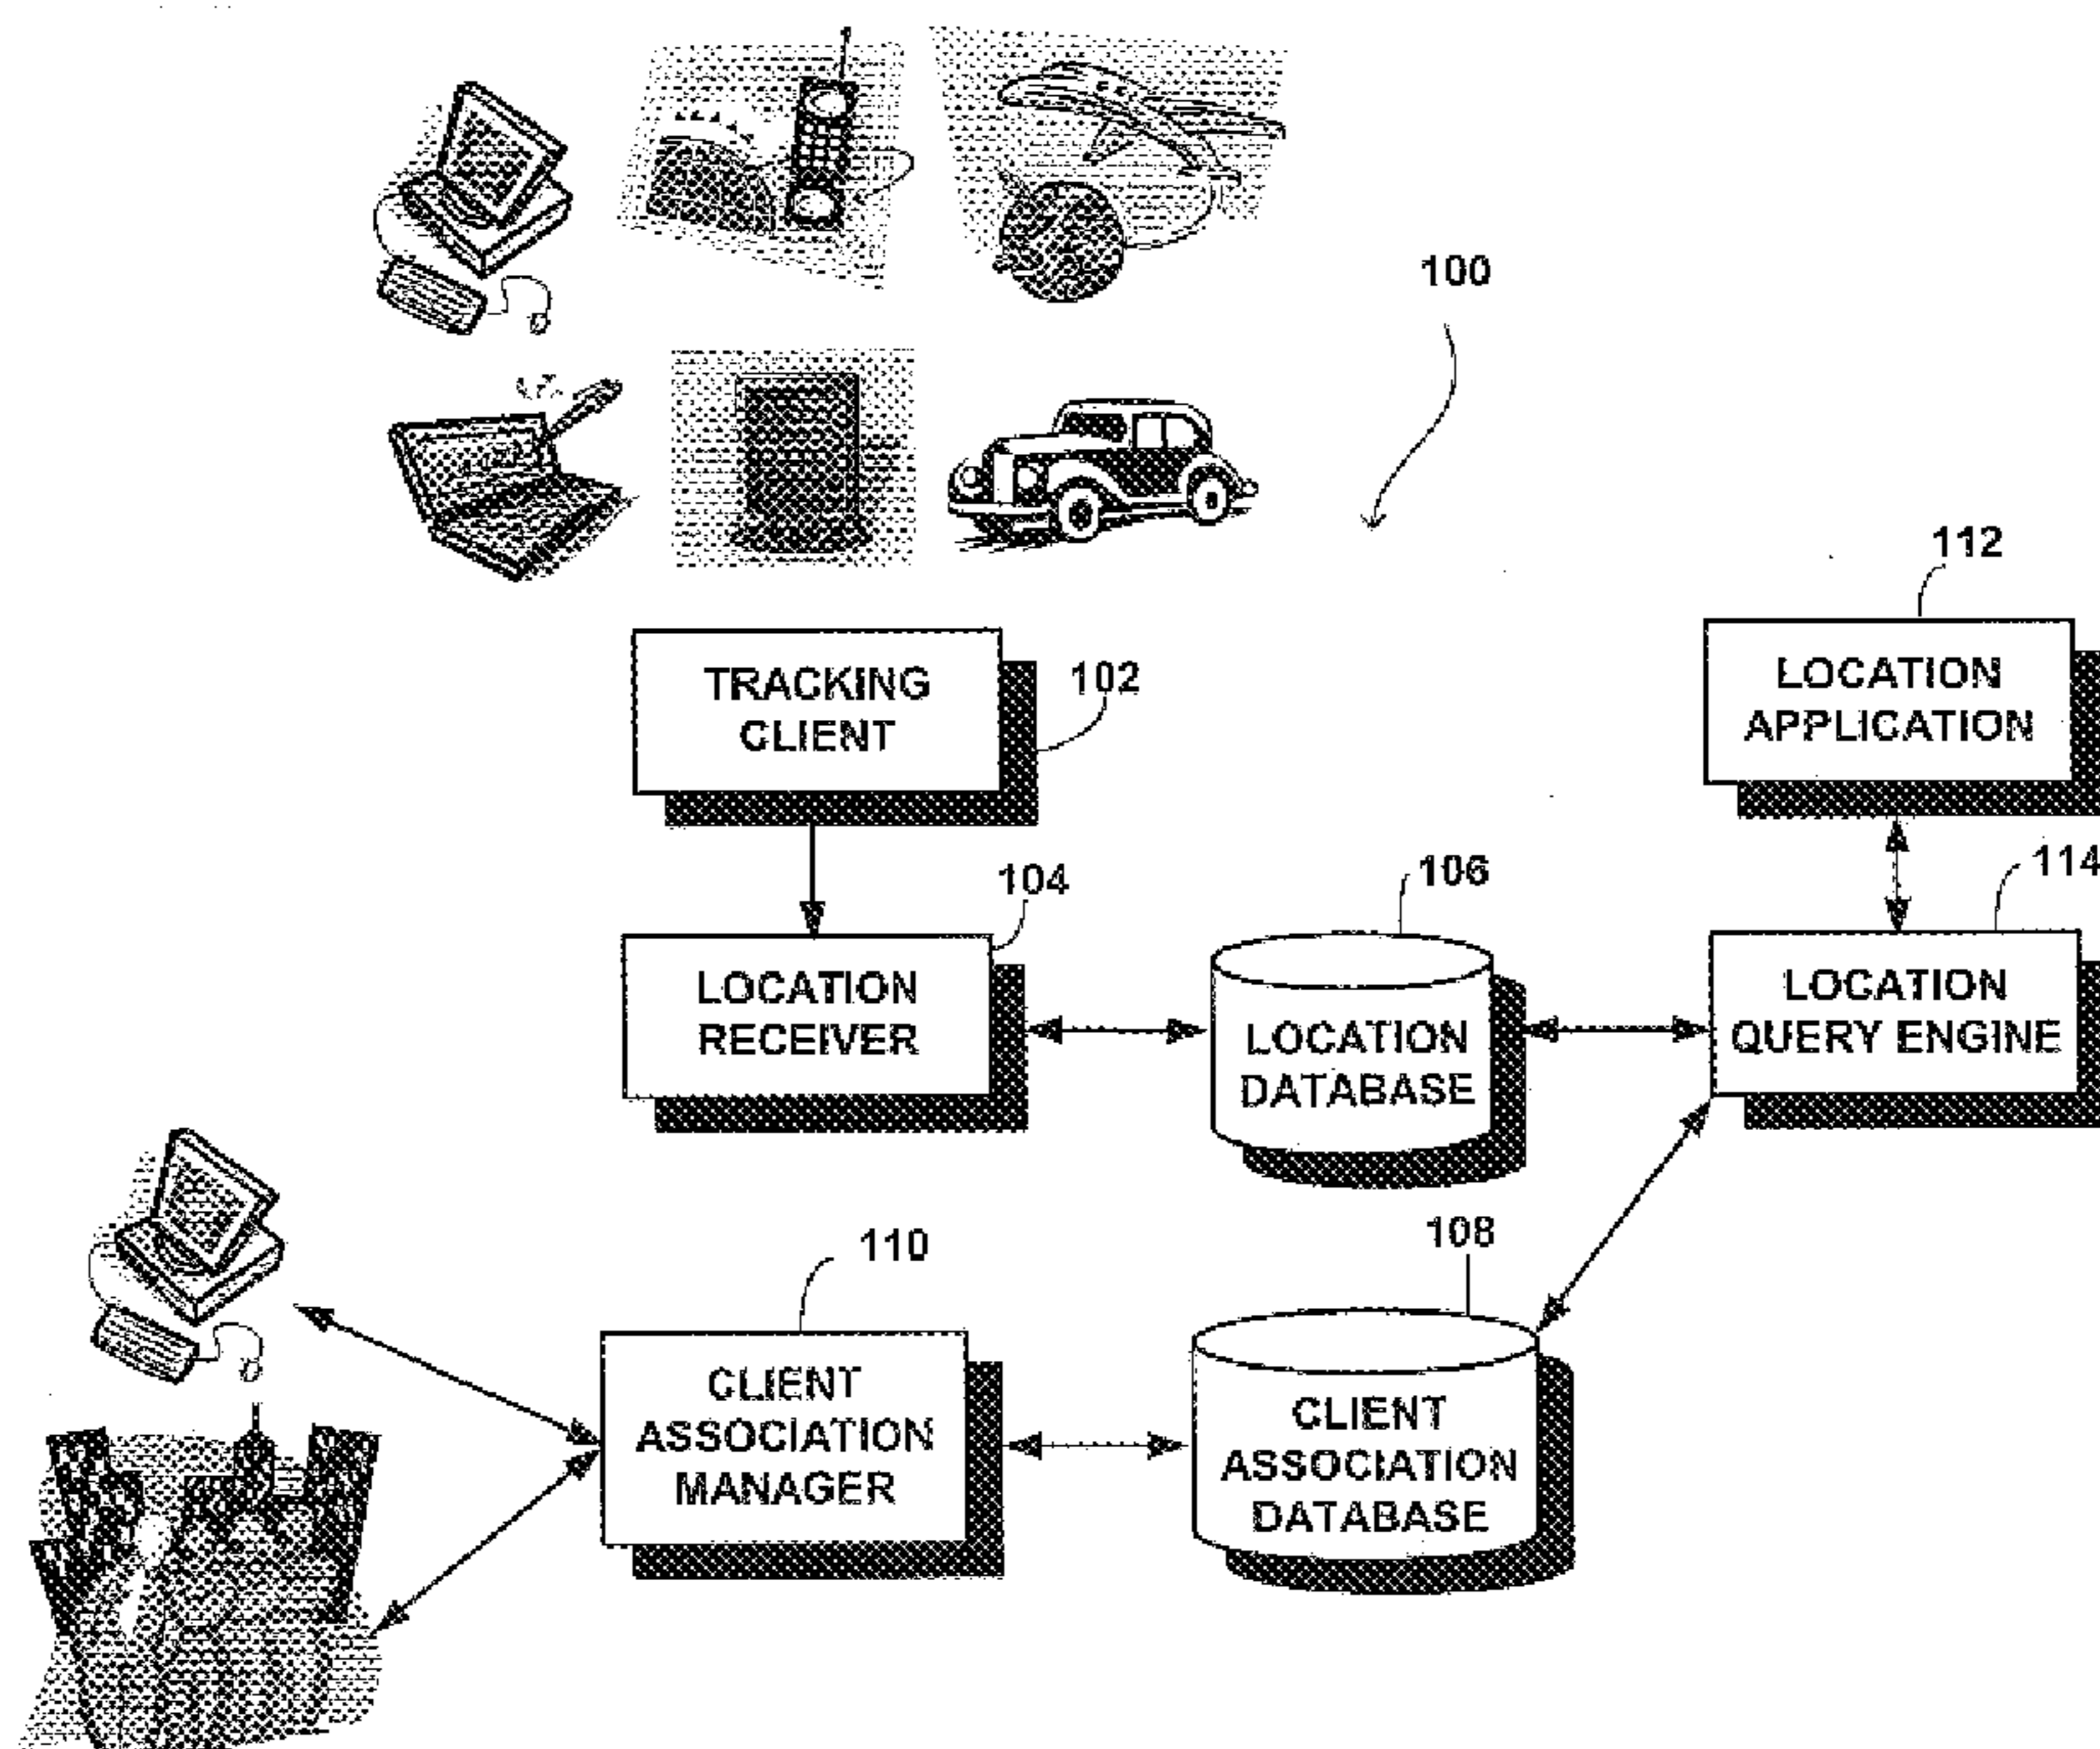 100
112
LOCATION
APPLICATION
TRACKING
CLIENT
102
104
106
114
LOCATION
RECEIVER
LOCATION
DATABASE
LOCATION
QUERY ENGINE
110
108
CLIENT
ASSOCIATION
MANAGER
CLIENT
ASSOCIATION
DATABASE